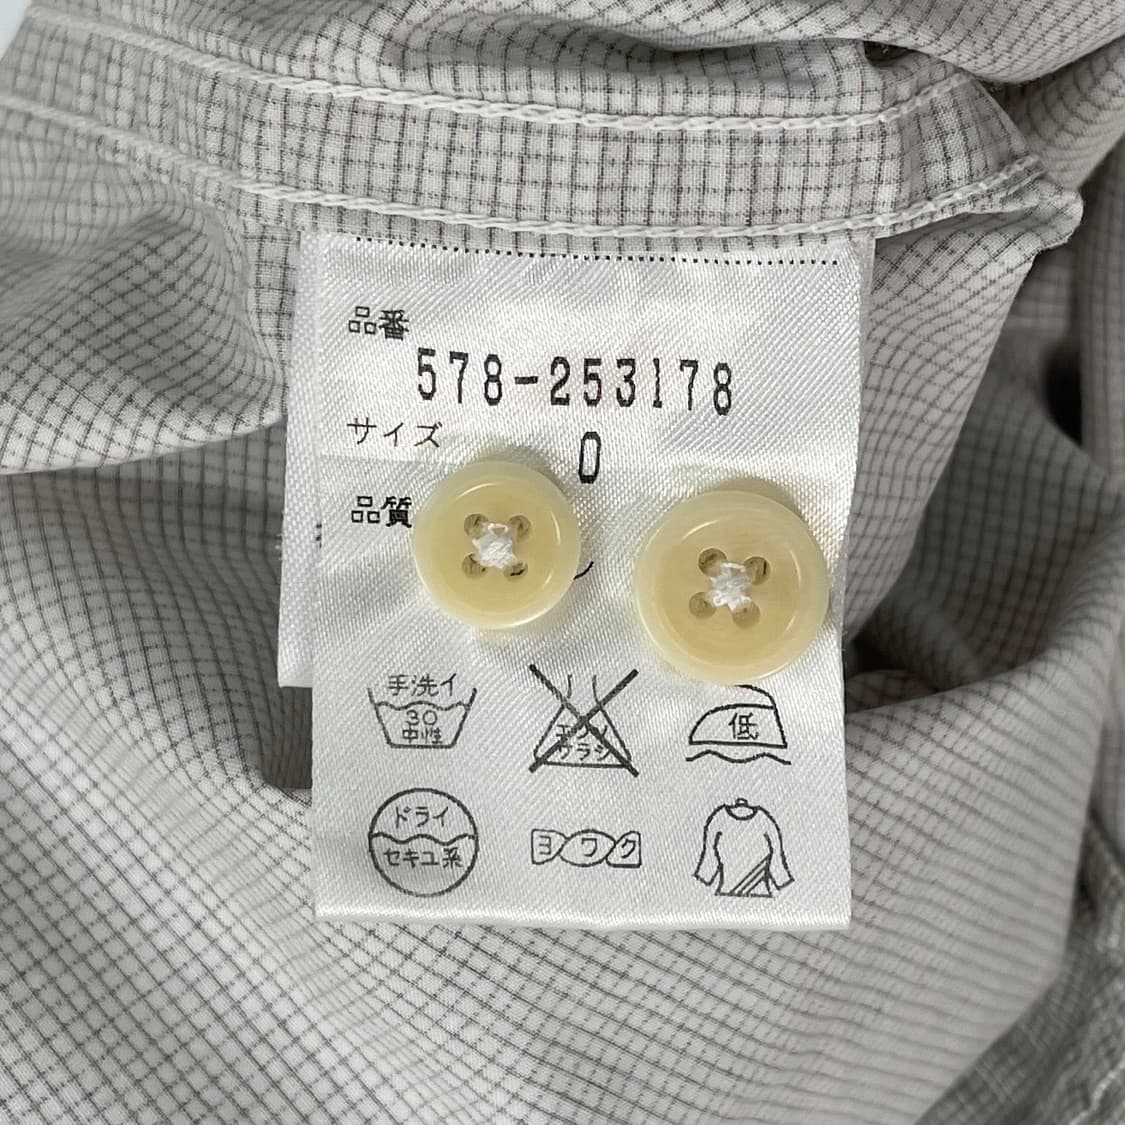 品番
578-253178
サイズ
0
品質
手洗イ
30
中性
エンソ
サラシ
低
ドライ
セキユ系
ヨワク